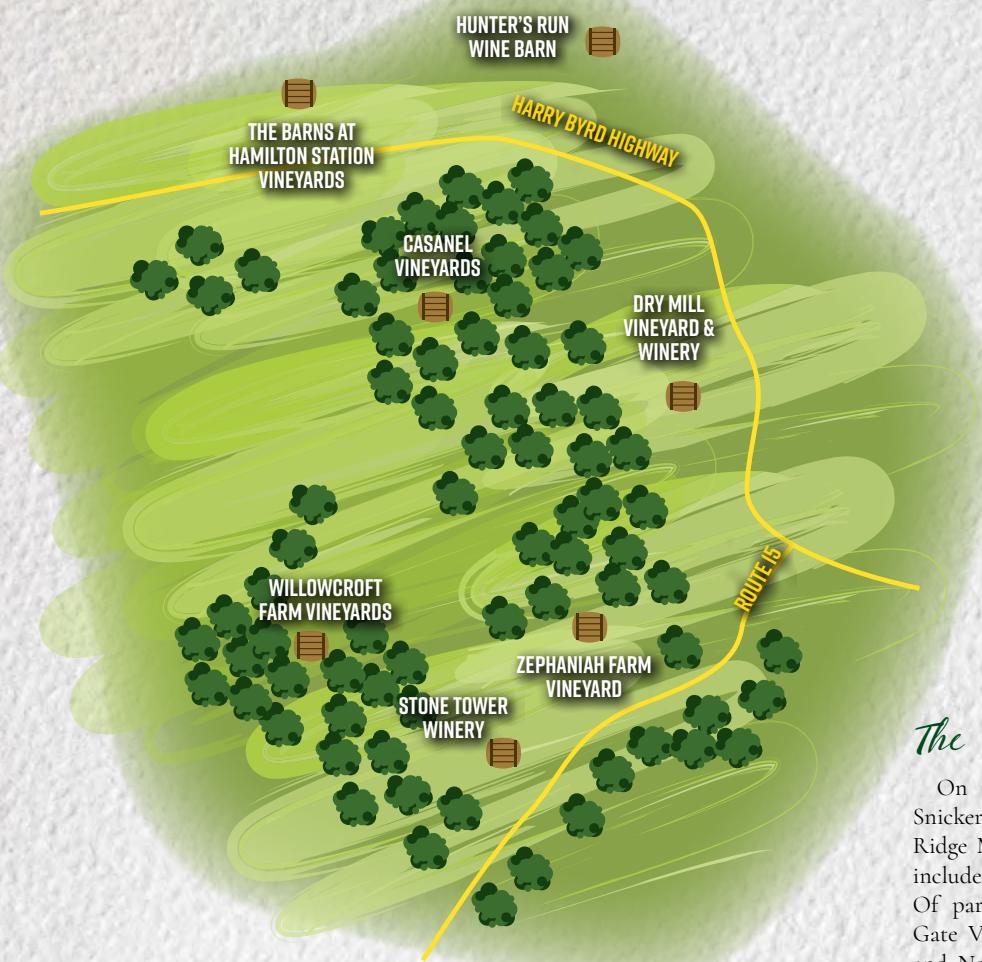 HUNTER'S RUN
WINE BARN
HARRY BYRD HIGHWAY
THE BARNS AT
HAMILTON STATION
VINEYARDS
CASANEL
VINEYARDS
DRY MILL
VINEYARD &
WINERY
ROUTE 15
WILLOWCROFT
FARM VINEYARDS
ZEPHANIAH FARM
VINEYARD
STONE TOWER
WINERY
The
On
Snicker
Ridge M
include
Of par
Gate V